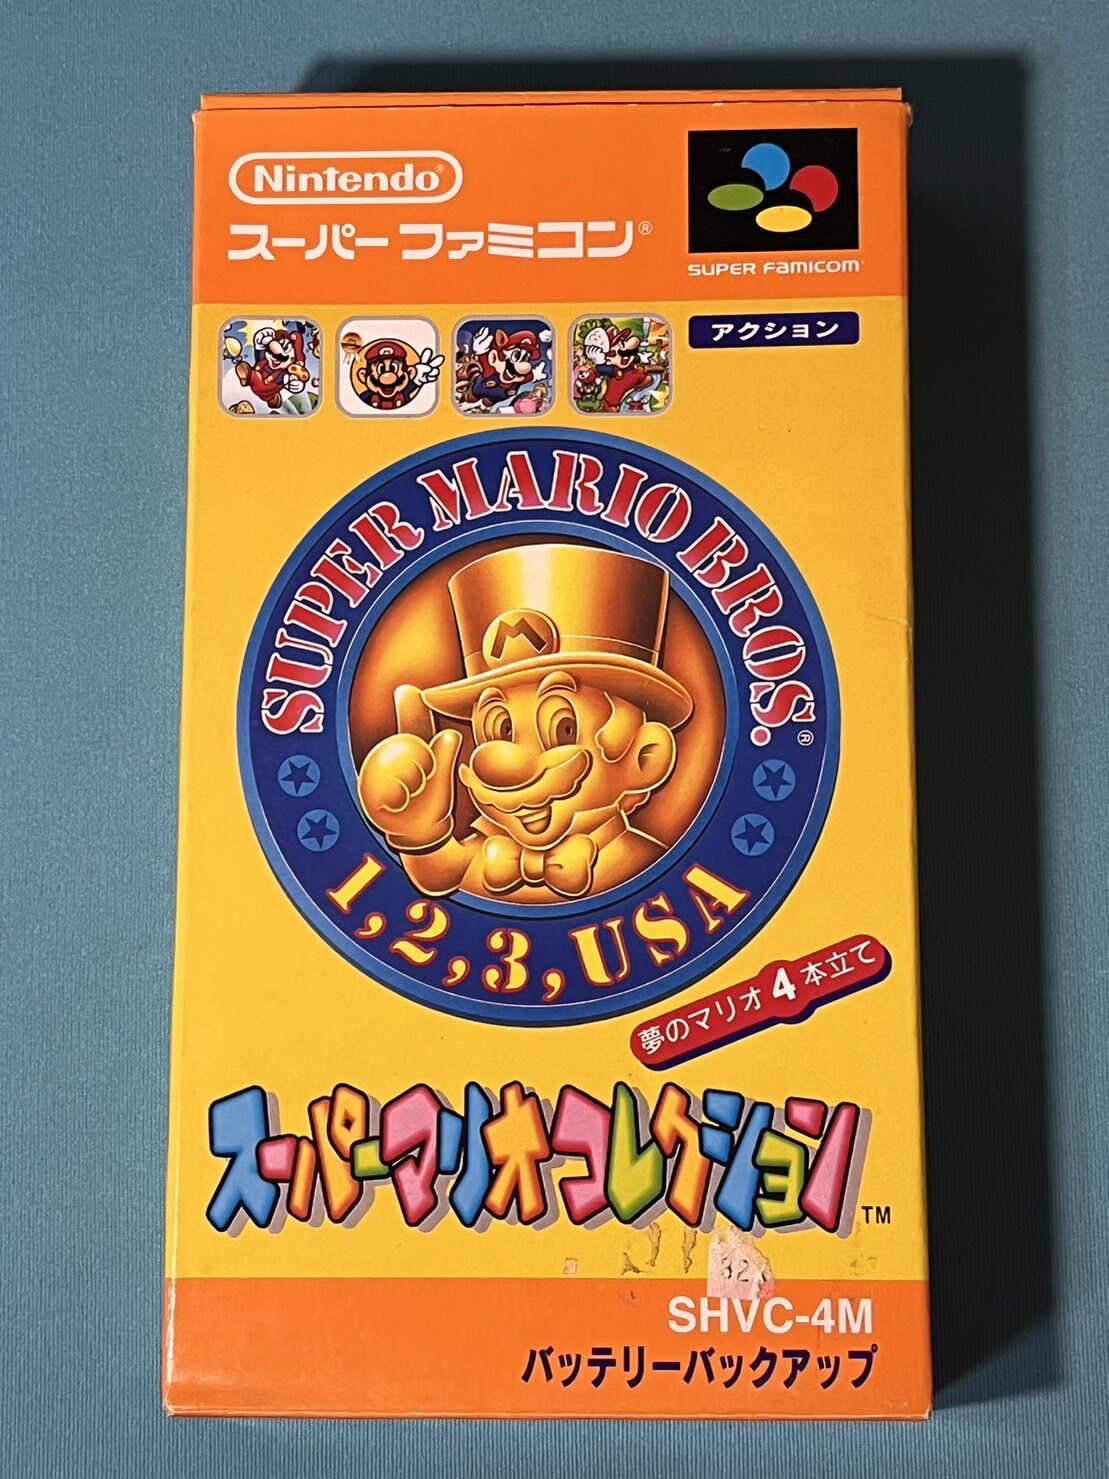 Nintendo®
スーパーファミコン®
SUPER FAMICOM
アクション
SUPER MARIO BROS.®
M
1,2,3,USA
夢のマリオ4本立て
スーパーマリオコレクション™
SHVC-4M
バッテリーバックアップ